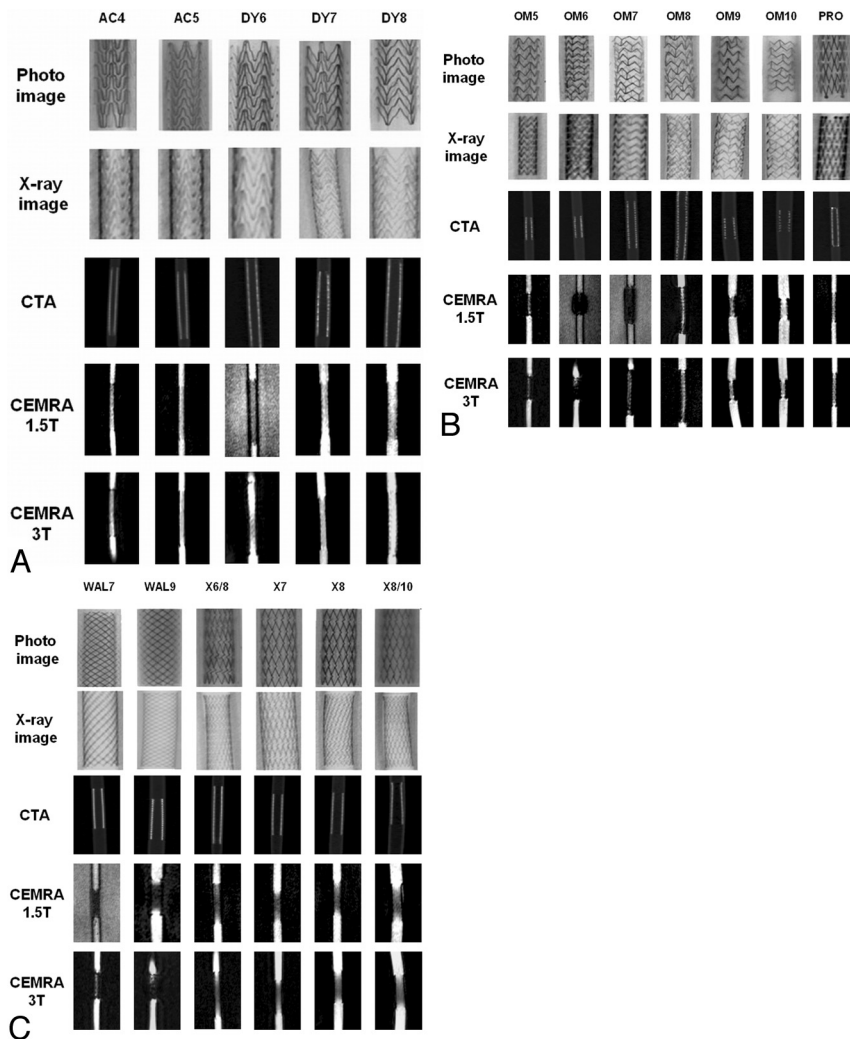 AC4 AC5 DY6 DY7 DY8
Photo
image
X-ray
image
CTA
CEMRA
1.5T
CEMRA
3T
A
OM5 OM6 OM7 OM8 OM9 OM10 PRO
Photo
image
X-ray
image
CTA
CEMRA
1.5T
CEMRA
3T
B
WAL7 WAL9 X6/8 X7 X8 X8/10
Photo
image
X-ray
image
CTA
CEMRA
1.5T
CEMRA
3T
C